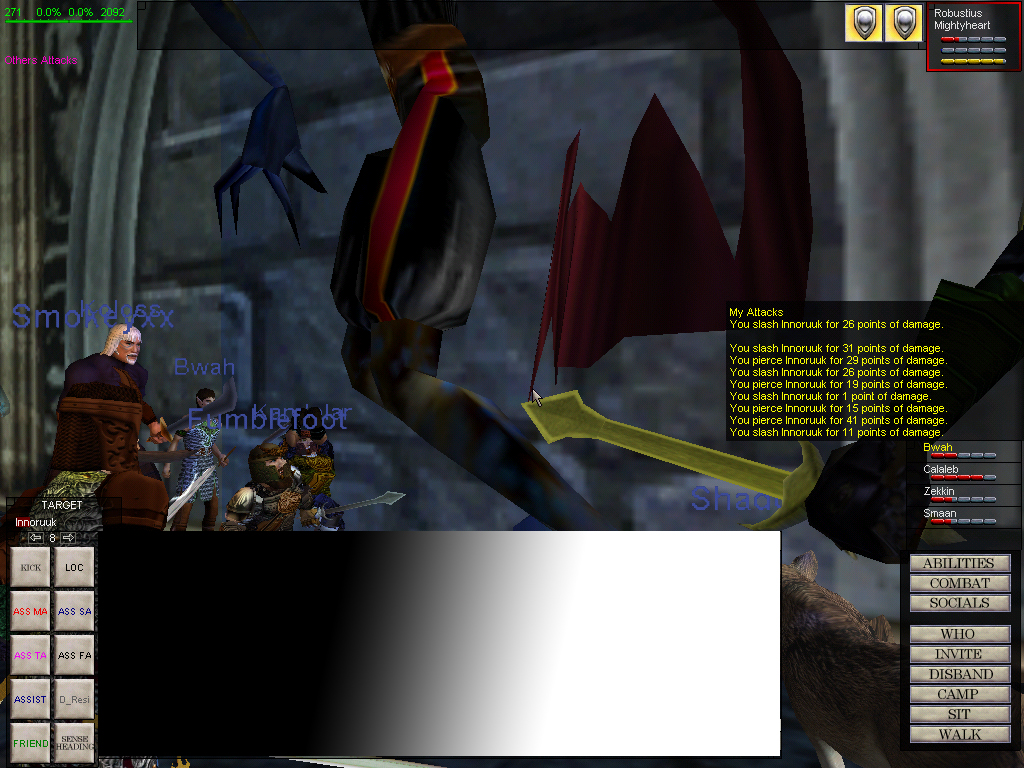 271 0.0% 0.0% 2092
Others Attacks
Robustius
Mightyheart
My Attacks
You slash Innoruuk for 26 points of damage.
You slash Innoruuk for 31 points of damage.
You pierce Innoruuk for 29 points of damage.
You slash Innoruuk for 26 points of damage.
You pierce Innoruuk for 19 points of damage.
You slash Innoruuk for 1 point of damage.
You pierce Innoruuk for 15 points of damage.
You pierce Innoruuk for 41 points of damage.
You slash Innoruuk for 11 points of damage.
Bwah
Fumblefoot
Bwah
Calaleb
Zekkin
Smaan
TARGET
Innoruuk
8
KICK LOC
ASS MA ASS SA
ASS TA ASS FA
ASSIST D_Resi
FRIEND SENSE HEADING
ABILITIES
COMBAT
SOCIALS
WHO
INVITE
DISBAND
CAMP
SIT
WALK